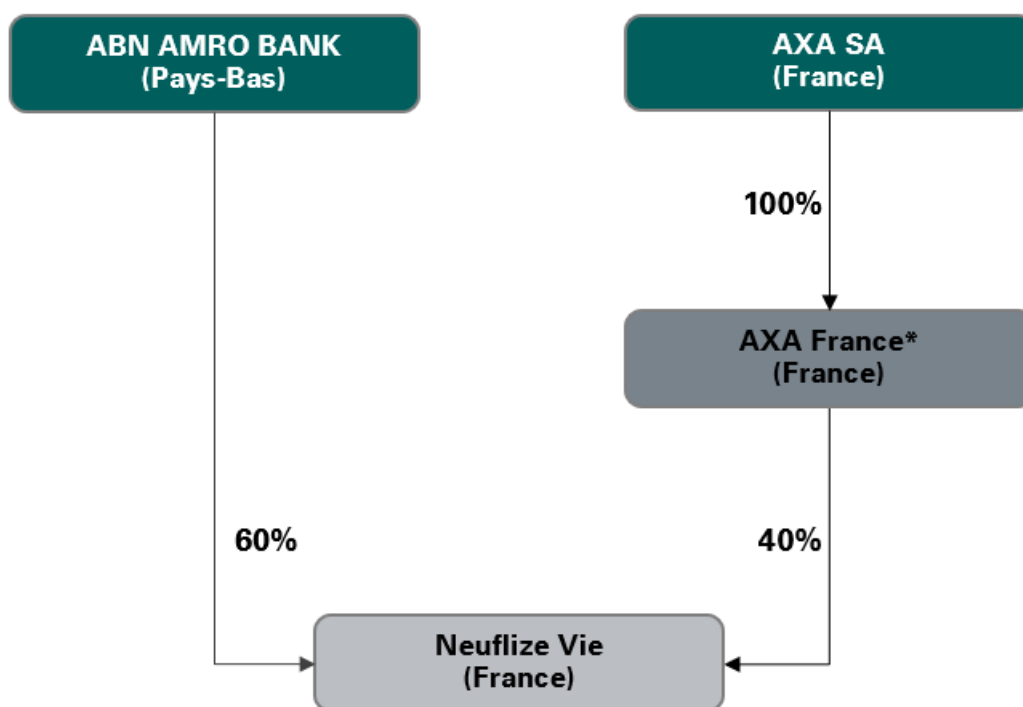 ABN AMRO BANK
(Pays-Bas)
AXA SA
(France)
100%
AXA France*
(France)
60%
40%
Neuflize Vie
(France)